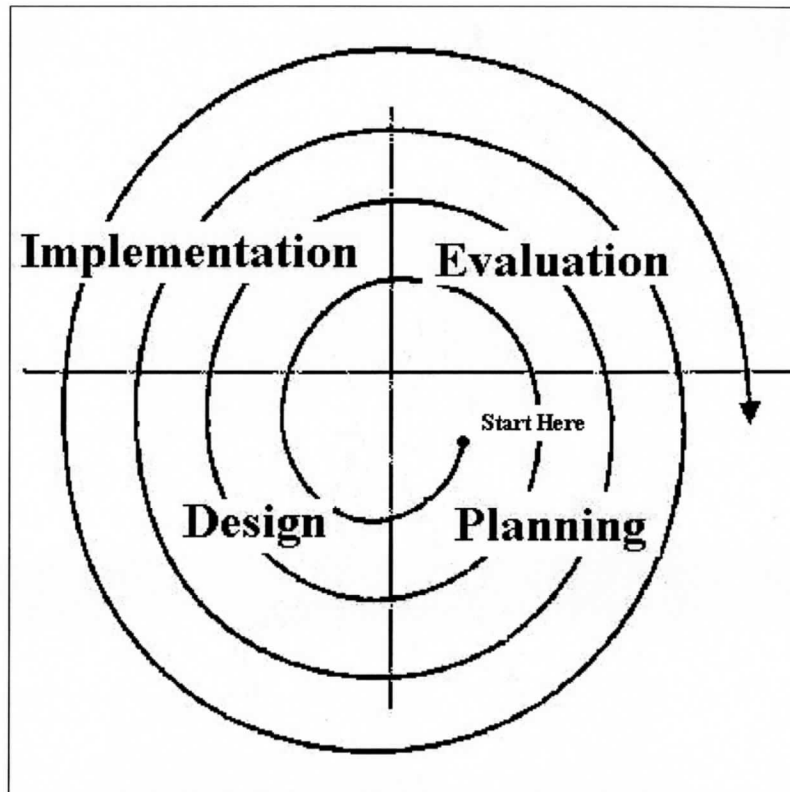 Implementation
Evaluation
Start Here
Design
Planning